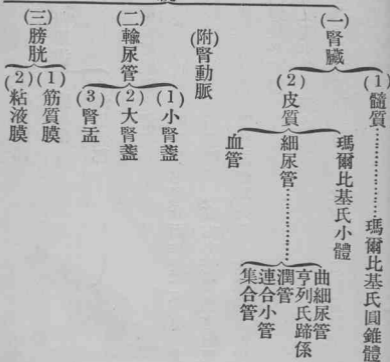 (一)腎臟
(1)髓質………瑪爾比基氏圓錐體
(2)皮質
瑪爾比基氏小體
細尿管………
曲細尿管
亨列氏蹄係
潤管
連合小管
集合管
血管
(附腎動脈
(二)輸尿管
(1)小腎盞
(2)大腎盞
(3)腎盂
(三)膀胱
(1)筋質膜
(2)粘液膜